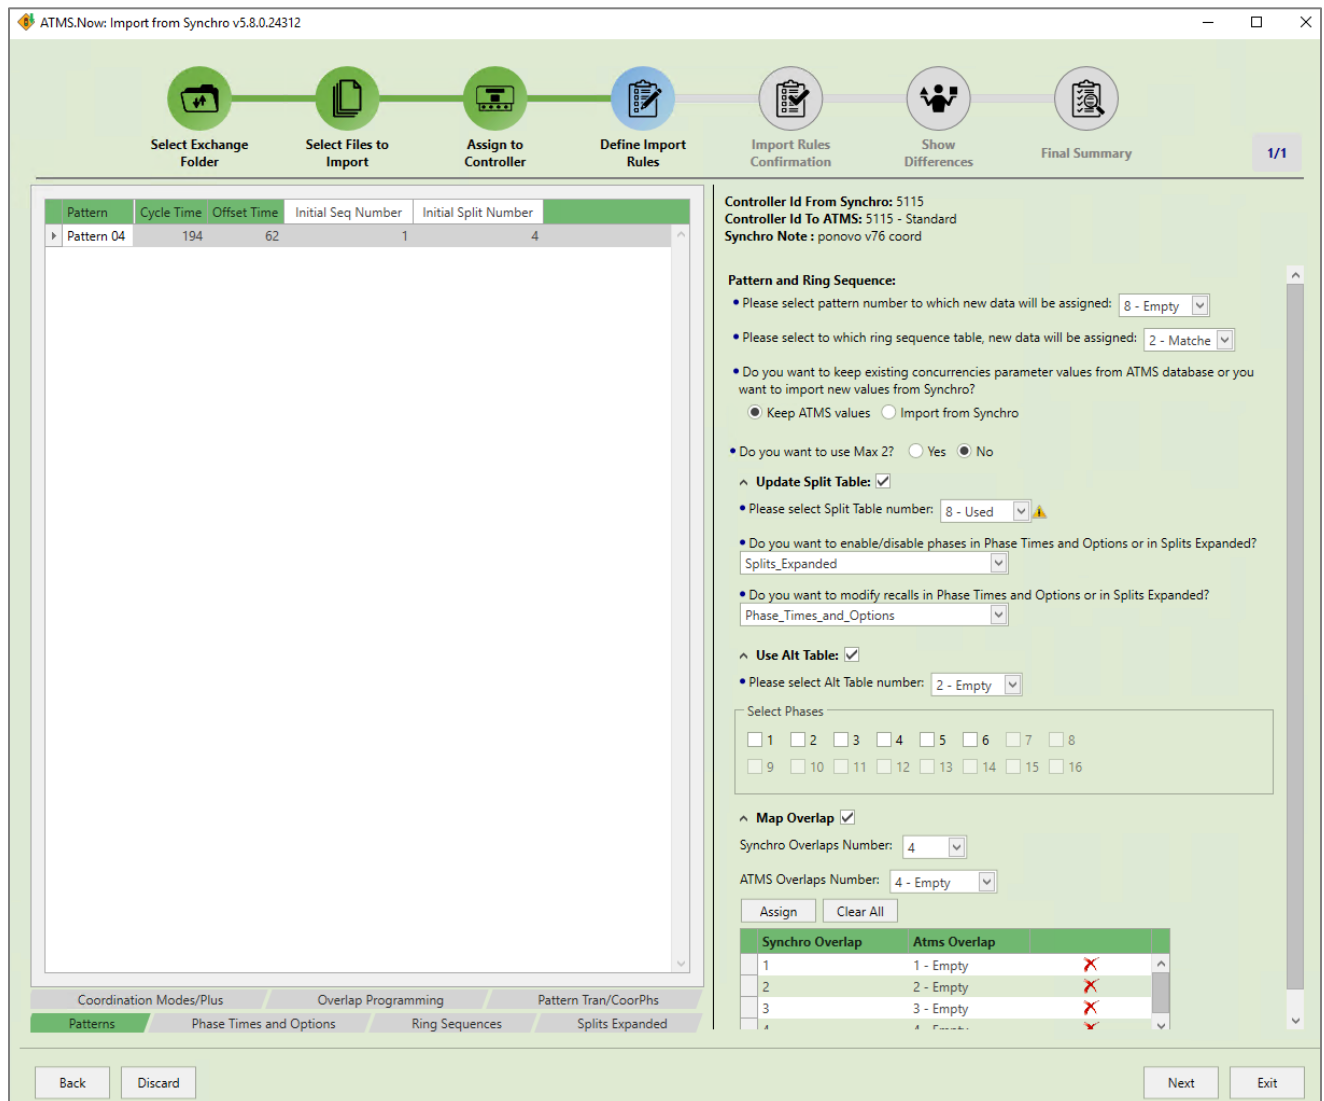 ATMS.Now: Import from Synchro v5.8.0.24312
Select Exchange
Folder
Select Files to
Import
Assign to
Controller
Define Import
Rules
Import Rules
Confirmation
Show
Differences
Final Summary
1/1
Pattern Cycle Time Offset Time Initial Seq Number Initial Split Number
Pattern 04 194 62 1 4
Coordination Modes/Plus Overlap Programming Pattern Tran/CoorPhs
Patterns Phase Times and Options Ring Sequences Splits Expanded
Controller Id From Synchro: 5115
Controller Id To ATMS: 5115 - Standard
Synchro Note : ponovo v76 coord
Pattern and Ring Sequence:
• Please select pattern number to which new data will be assigned: 8 - Empty
• Please select to which ring sequence table, new data will be assigned: 2 - Matche
• Do you want to keep existing concurrencies parameter values from ATMS database or you
want to import new values from Synchro?
Keep ATMS values Import from Synchro
• Do you want to use Max 2? Yes No
Update Split Table:
• Please select Split Table number: 8 - Used
• Do you want to enable/disable phases in Phase Times and Options or in Splits Expanded?
Splits_Expanded
• Do you want to modify recalls in Phase Times and Options or in Splits Expanded?
Phase_Times_and_Options
Use Alt Table:
• Please select Alt Table number: 2 - Empty
Select Phases
1 2 3 4 5 6 7 8
9 10 11 12 13 14 15 16
Map Overlap
Synchro Overlaps Number: 4
ATMS Overlaps Number: 4 - Empty
Assign Clear All
Synchro Overlap Atms Overlap
1 1 - Empty
2 2 - Empty
3 3 - Empty
4 4 - Empty
Back Discard Next Exit